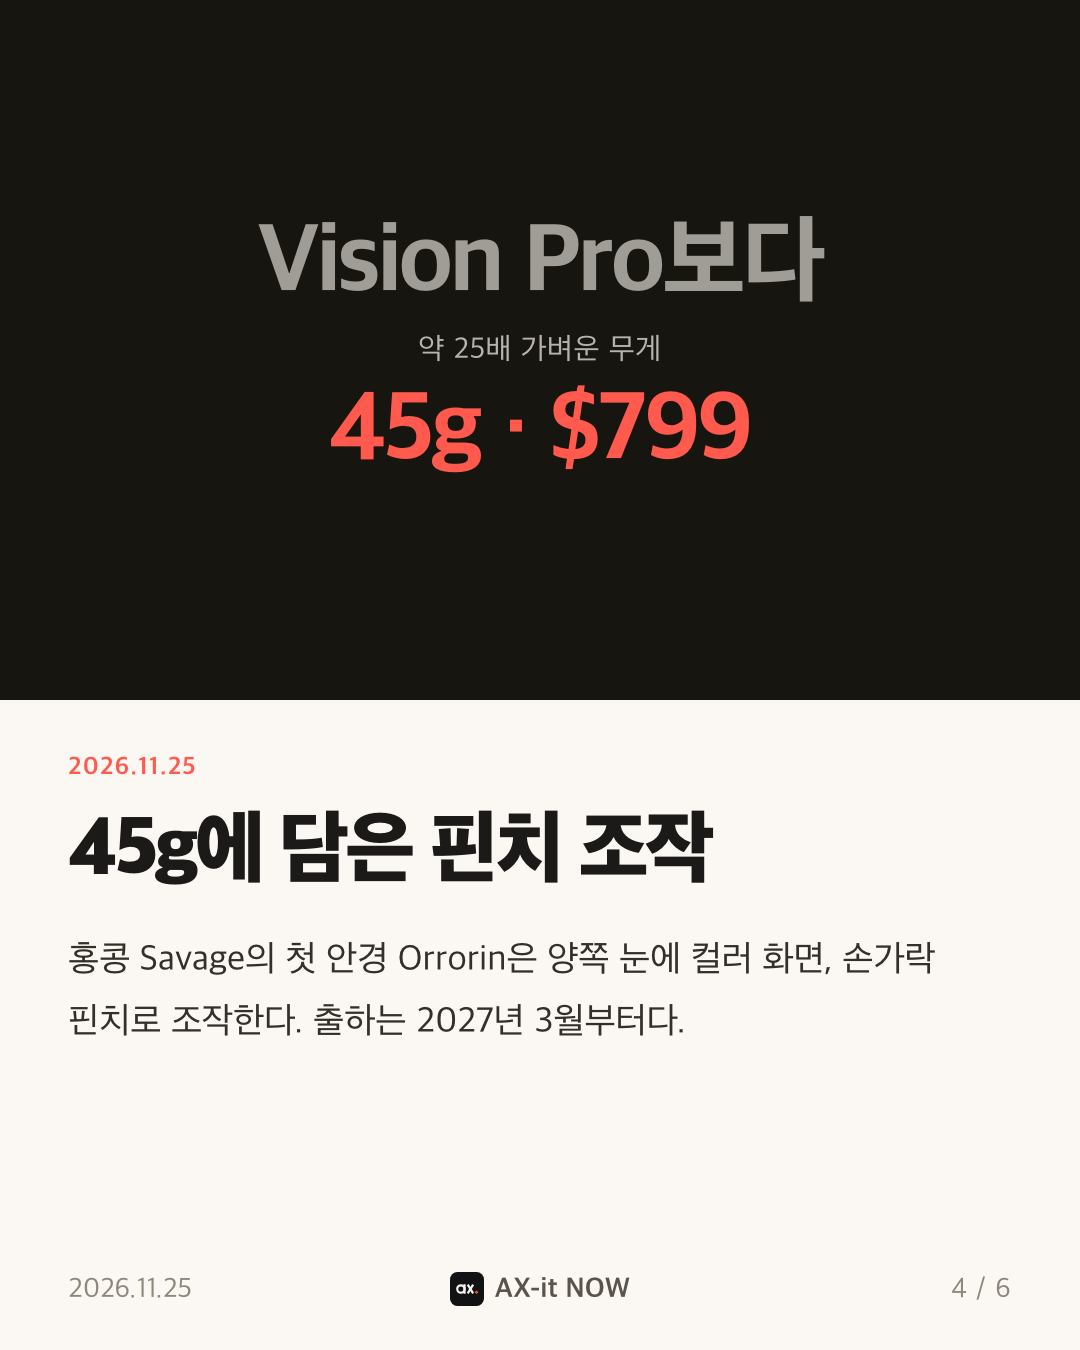 Vision Pro보다
약 25배 가벼운 무게
45g · $799
2026.11.25
45g에 담은 핀치 조작
홍콩 Savage의 첫 안경 Orrorin은 양쪽 눈에 컬러 화면, 손가락
핀치로 조작한다. 출하는 2027년 3월부터다.
2026.11.25
ax. AX-it NOW
4 / 6